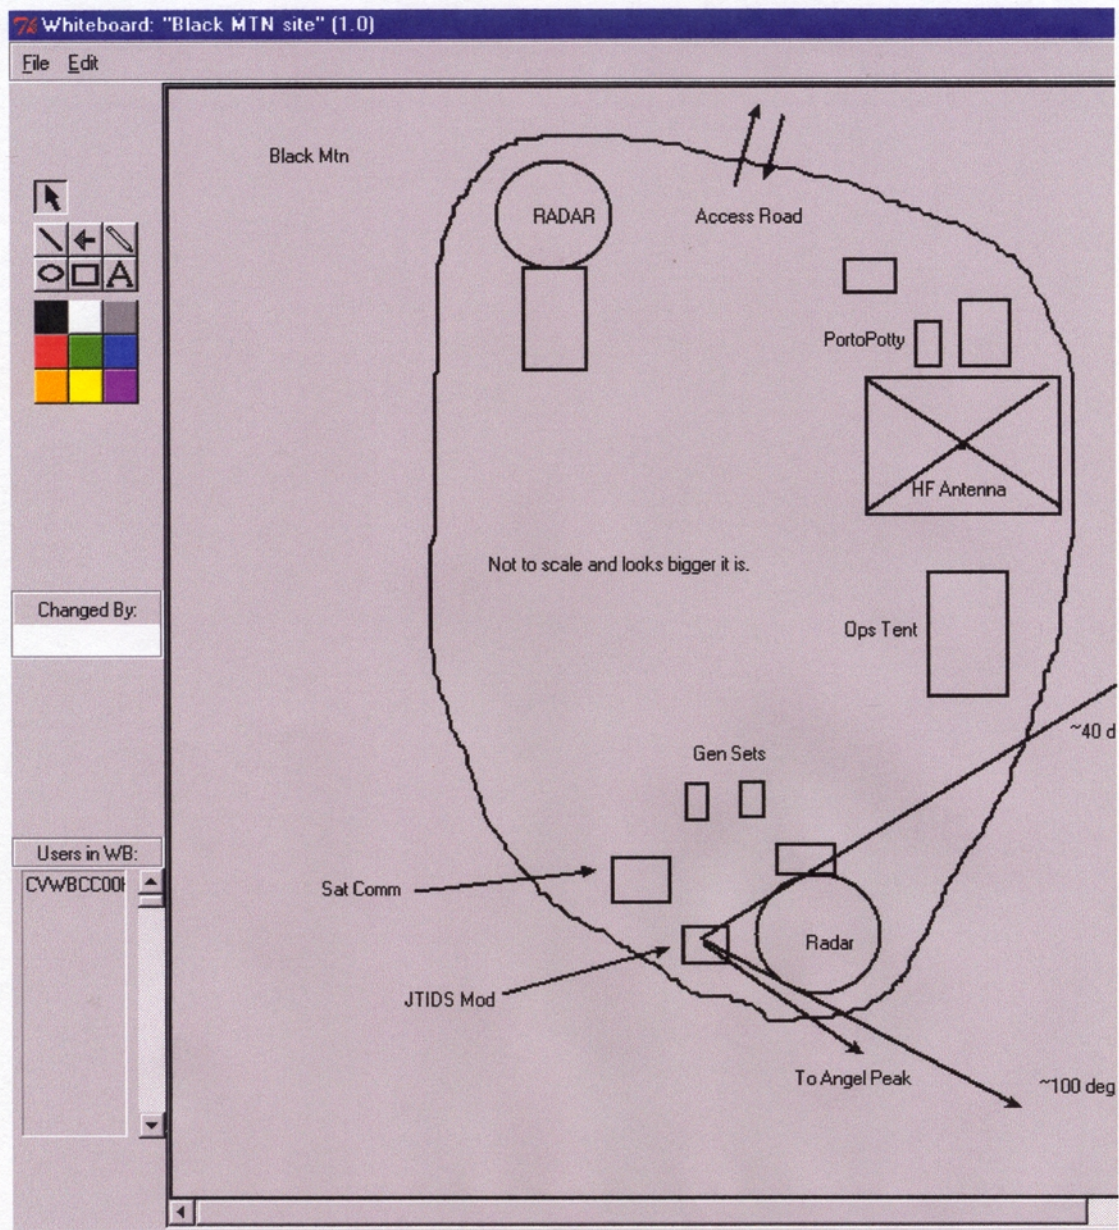 Whiteboard: "Black MTN site" (1.0)
File Edit
Black Mtn
RADAR
Access Road
PortoPotty
HF Antenna
Not to scale and looks bigger it is.
Changed By:
Ops Tent
~40 d
Gen Sets
Users in WB:
CVWBCC00
Sat Comm
Radar
JTIDS Mod
To Angel Peak
~100 deg